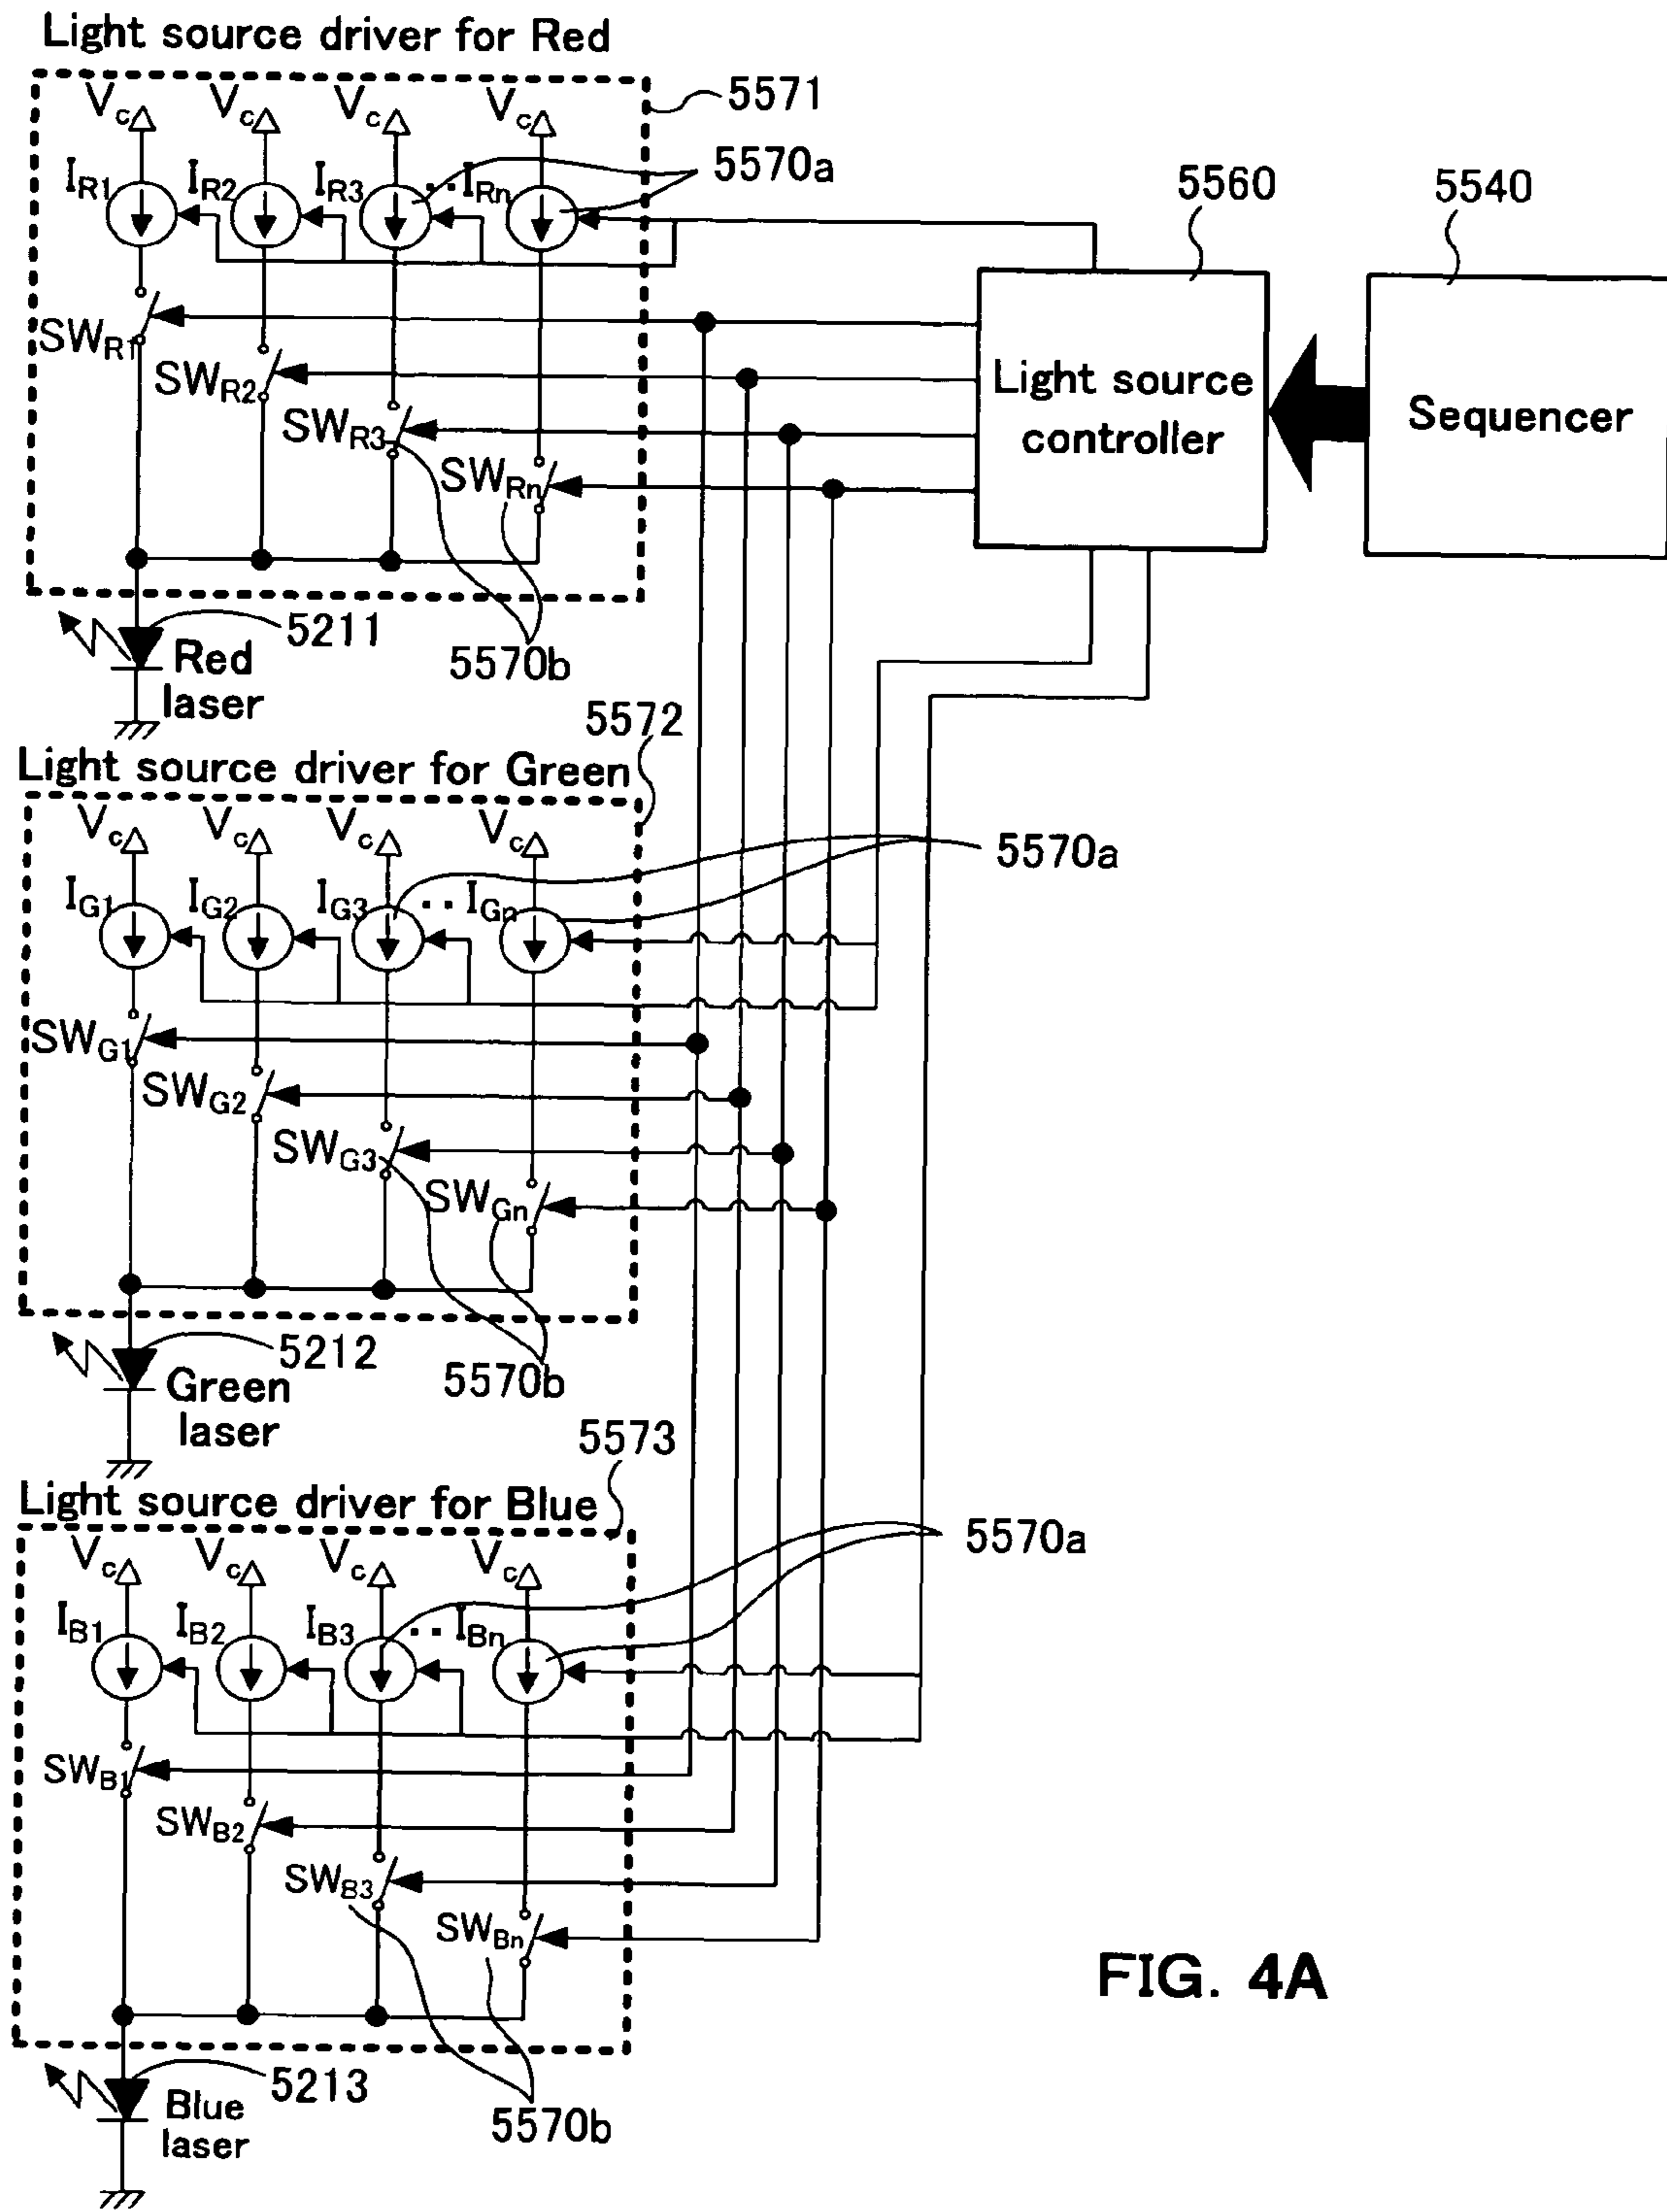 Light source driver for Red
5571
Vc Vc Vc Vc
5570a
IR1 IR2 IR3 ·· IRn
5560
5540
SWR1
SWR2
SWR3
SWRn
Light source
controller
Sequencer
5211
5570b
Red
laser
5572
Light source driver for Green
Vc Vc Vc Vc
5570a
IG1 IG2 IG3 ·· IGn
SWG1
SWG2
SWG3
SWGn
5212
5570b
Green
laser
5573
Light source driver for Blue
Vc Vc Vc Vc
5570a
IB1 IB2 IB3 ·· IBn
SWB1
SWB2
SWB3
SWBn
FIG. 4A
5213
5570b
Blue
laser